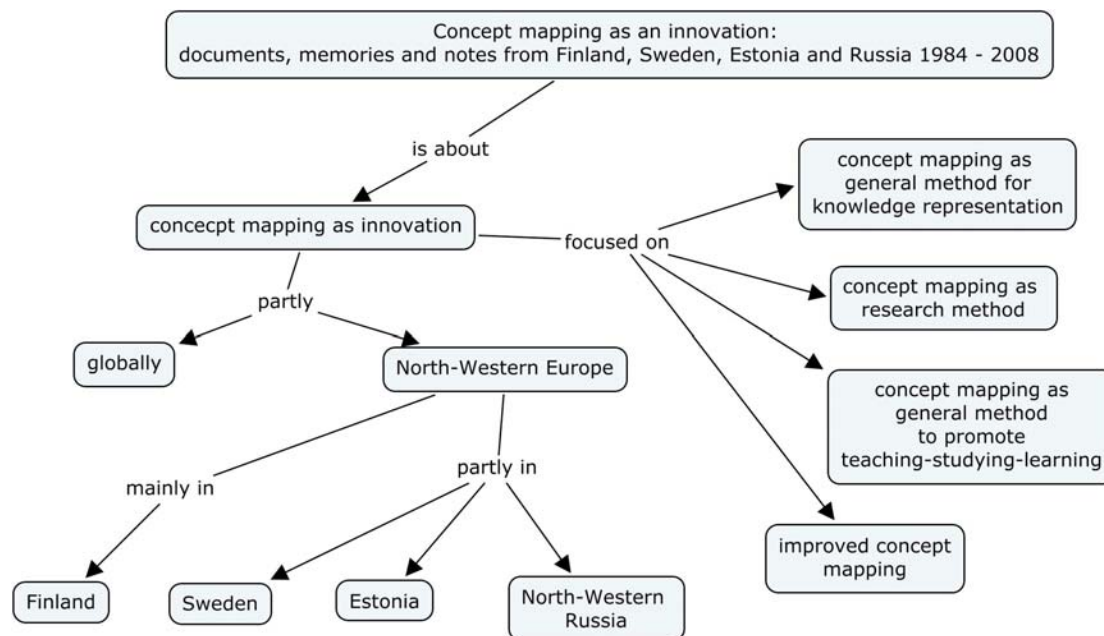 Concept mapping as an innovation:
documents, memories and notes from Finland, Sweden, Estonia and Russia 1984 - 2008
is about
concecpt mapping as innovation
focused on
concept mapping as
general method for
knowledge representation
concept mapping as
research method
concept mapping as
general method
to promote
teaching-studying-learning
improved concept
mapping
partly
globally
North-Western Europe
mainly in
partly in
Finland
Sweden
Estonia
North-Western
Russia